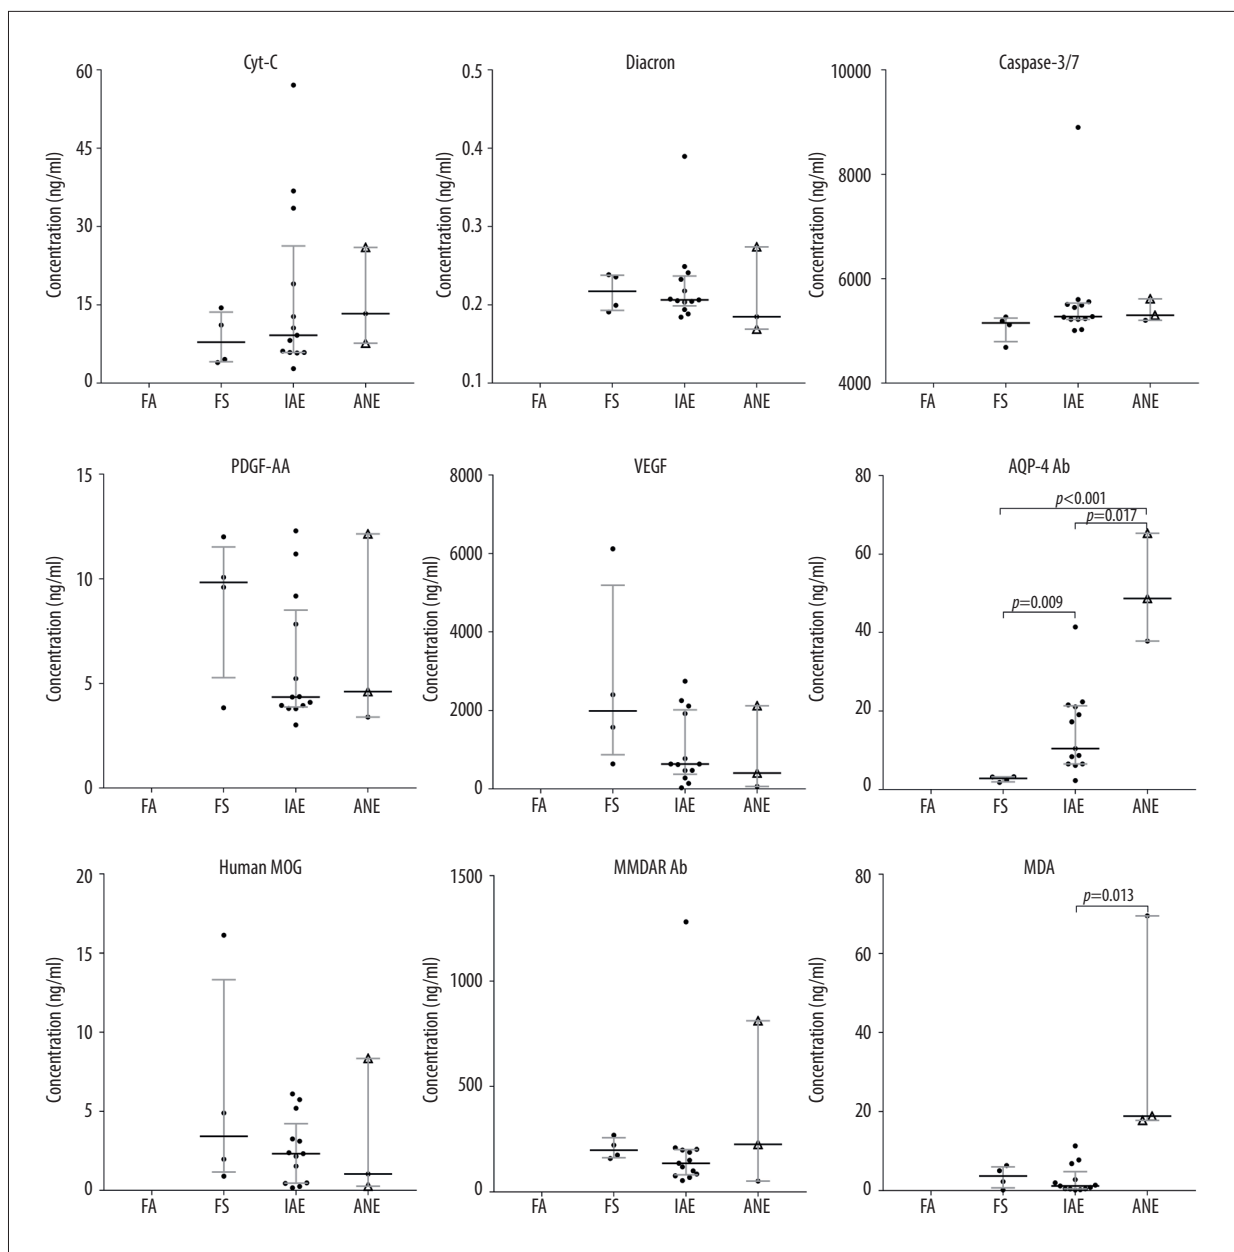 Cyt-C
Concentration (ng/ml)
60
45
30
15
0
FA FS IAE ANE
Diacron
Concentration (ng/ml)
0.5
0.4
0.3
0.2
0.1
FA FS IAE ANE
Caspase-3/7
Concentration (ng/ml)
10000
8000
6000
4000
FA FS IAE ANE
PDGF-AA
Concentration (ng/ml)
15
10
5
0
FA FS IAE ANE
VEGF
Concentration (ng/ml)
8000
6000
4000
2000
0
FA FS IAE ANE
AQP-4 Ab
Concentration (ng/ml)
80
60
40
20
0
p<0.001
p=0.017
p=0.009
FA FS IAE ANE
Human MOG
Concentration (ng/ml)
20
15
10
5
0
FA FS IAE ANE
MMDAR Ab
Concentration (ng/ml)
1500
1000
500
0
FA FS IAE ANE
MDA
Concentration (ng/ml)
80
60
40
20
0
p=0.013
FA FS IAE ANE